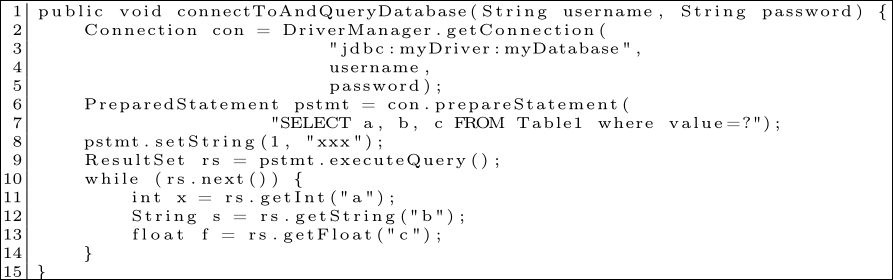 1 public void connectToAndQueryDatabase(String username, String password) {
2 Connection con = DriverManager.getConnection(
3 "jdbc:myDriver:myDatabase",
4 username,
5 password);
6 PreparedStatement pstmt = con.prepareStatement(
7 "SELECT a, b, c FROM Table1 where value=?");
8 pstmt.setString(1, "xxx");
9 ResultSet rs = pstmt.executeQuery();
10 while (rs.next()) {
11 int x = rs.getInt("a");
12 String s = rs.getString("b");
13 float f = rs.getFloat("c");
14 }
15 }